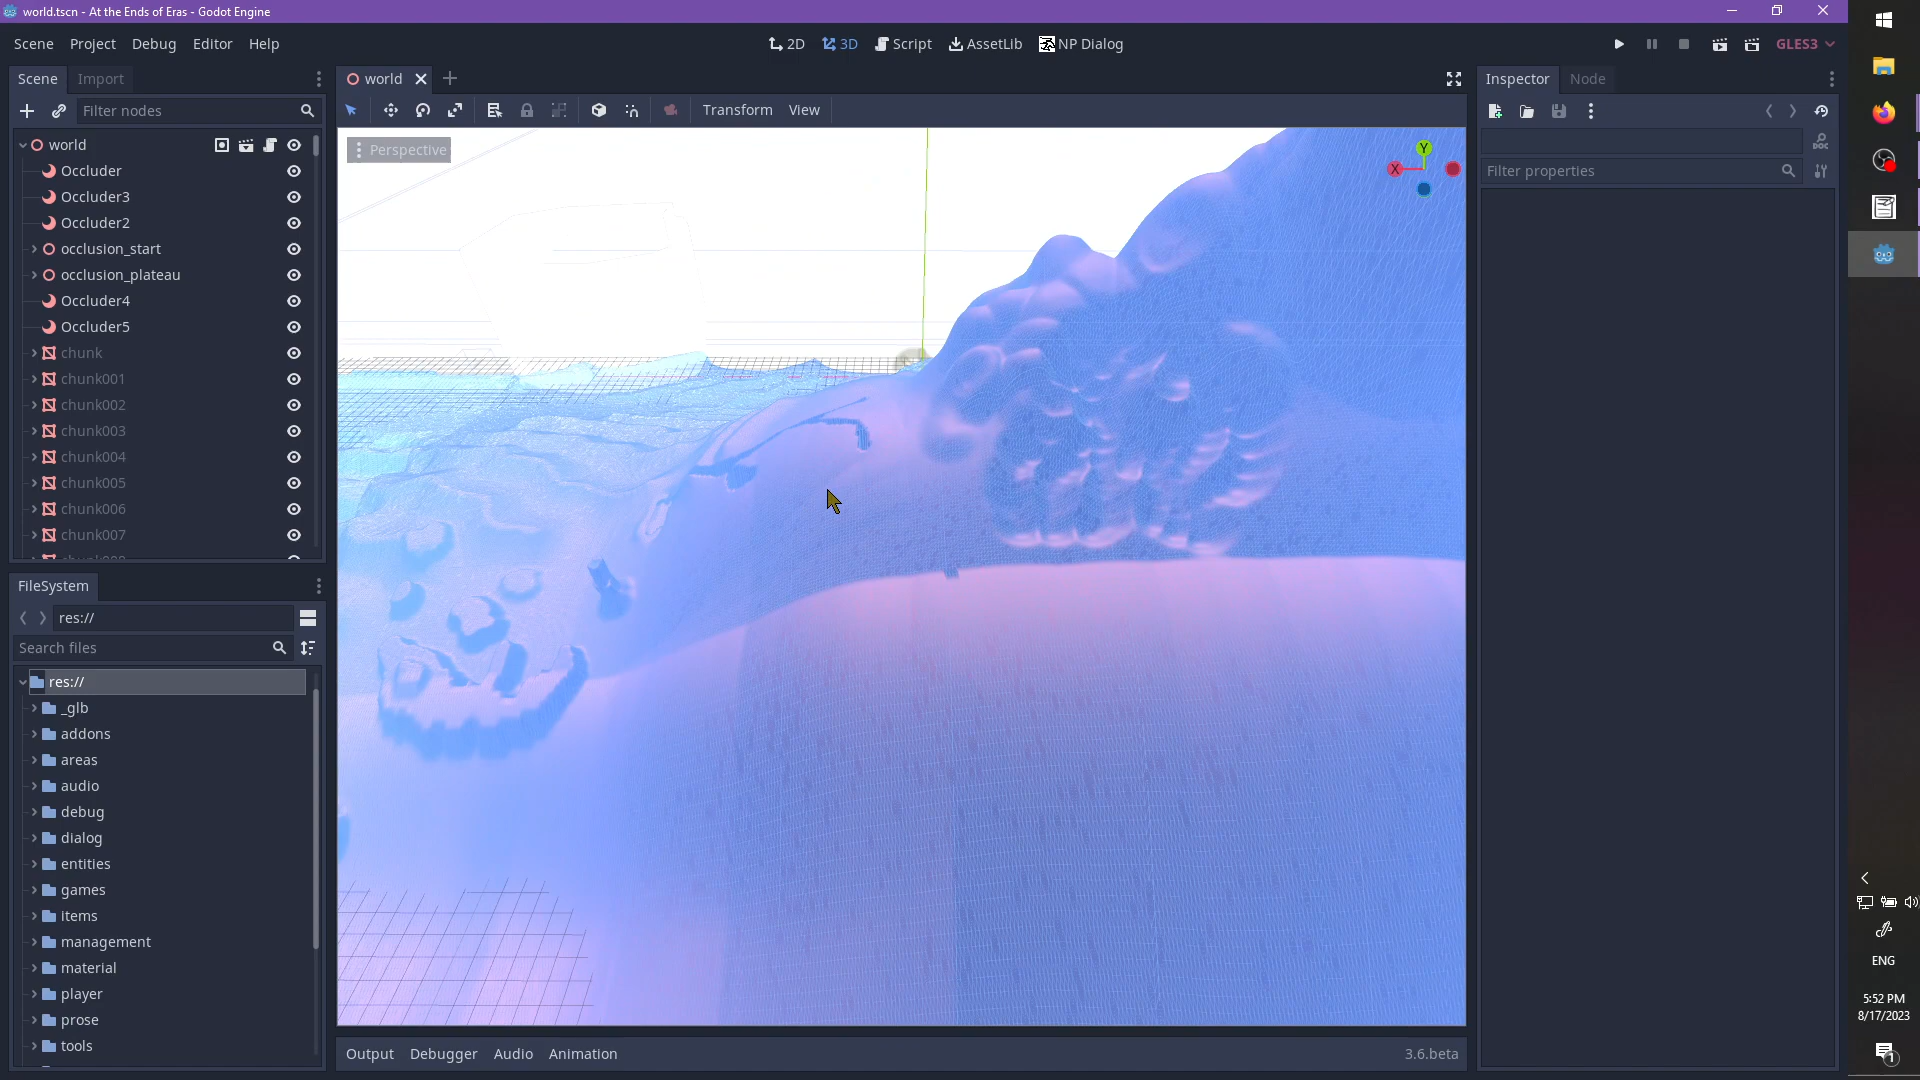 world.tscn - At the Ends of Eras - Godot Engine
Scene Project Debug Editor Help
2D 3D Script AssetLib NP Dialog
GLES3
Scene Import
world
Inspector Node
Filter nodes
Transform View
world
Perspective
Y
X
Filter properties
DOC
Occluder
Occluder3
Occluder2
occlusion_start
occlusion_plateau
Occluder4
Occluder5
chunk
chunk001
chunk002
chunk003
chunk004
chunk005
chunk006
chunk007
FileSystem
res://
Search files
res://
_glb
addons
areas
audio
debug
dialog
entities
games
items
management
material
player
prose
tools
Output Debugger Audio Animation
3.6.beta
ENG
5:52 PM
8/17/2023
1